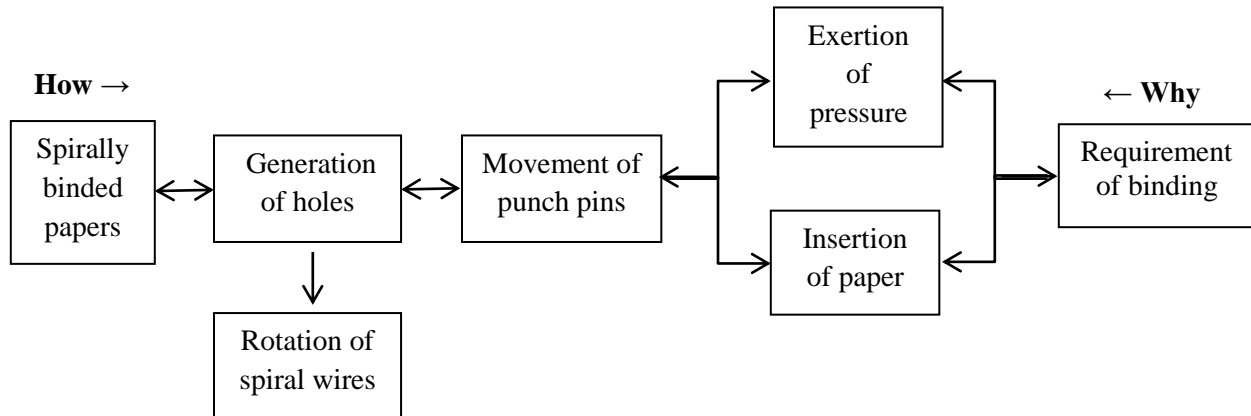 How →
Spirally
binded
papers
Generation
of holes
Rotation of
spiral wires
Movement of
punch pins
Exertion
of
pressure
Insertion
of paper
← Why
Requirement
of binding